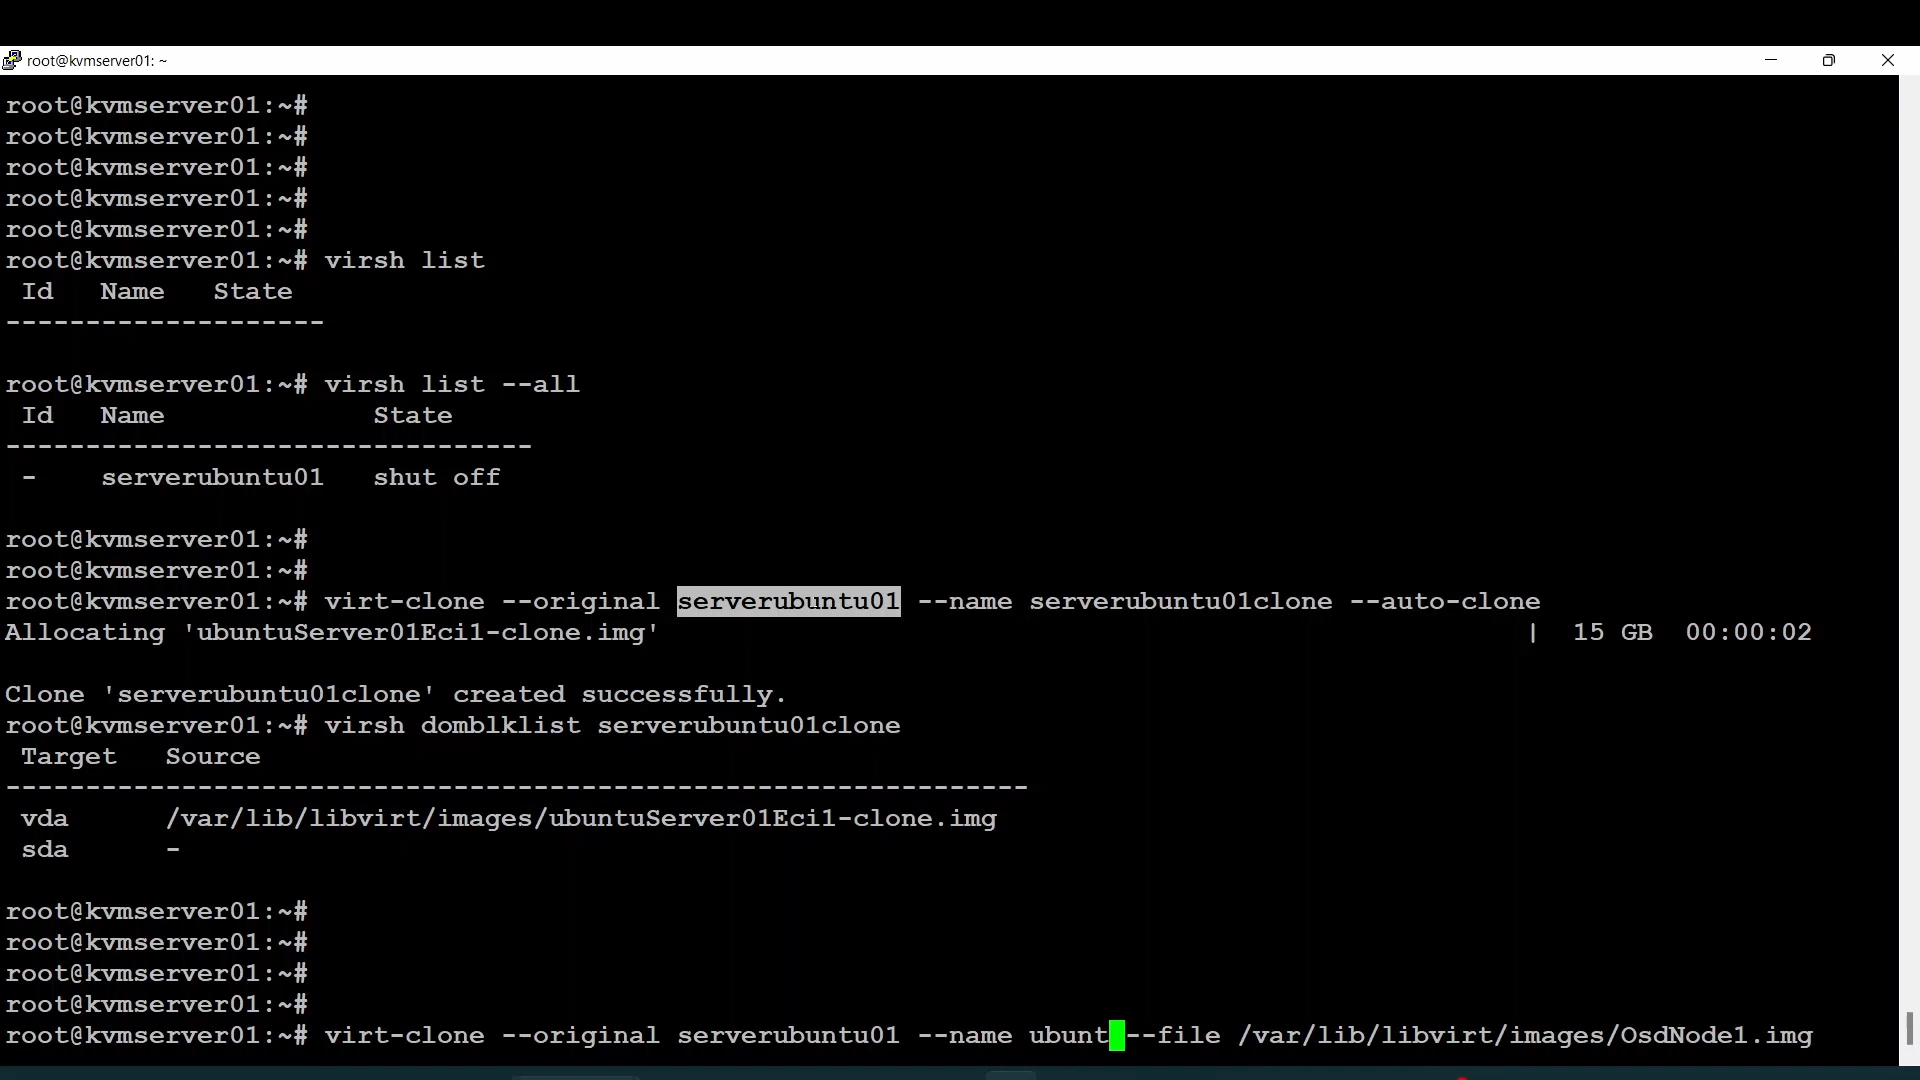 root@kvmserver01: ~
root@kvmserver01:~#
root@kvmserver01:~#
root@kvmserver01:~#
root@kvmserver01:~#
root@kvmserver01:~#
root@kvmserver01:~# virsh list
 Id   Name   State
--------------------
root@kvmserver01:~# virsh list --all
 Id   Name             State
---------------------------------
 -    serverubuntu01   shut off
root@kvmserver01:~#
root@kvmserver01:~#
root@kvmserver01:~# virt-clone --original serverubuntu01 --name serverubuntu01clone --auto-clone
Allocating 'ubuntuServer01Eci1-clone.img' | 15 GB 00:00:02
Clone 'serverubuntu01clone' created successfully.
root@kvmserver01:~# virsh domblklist serverubuntu01clone
 Target   Source
----------------------------------------------------------------
 vda      /var/lib/libvirt/images/ubuntuServer01Eci1-clone.img
 sda      -
root@kvmserver01:~#
root@kvmserver01:~#
root@kvmserver01:~#
root@kvmserver01:~#
root@kvmserver01:~# virt-clone --original serverubuntu01 --name ubunt --file /var/lib/libvirt/images/OsdNode1.img